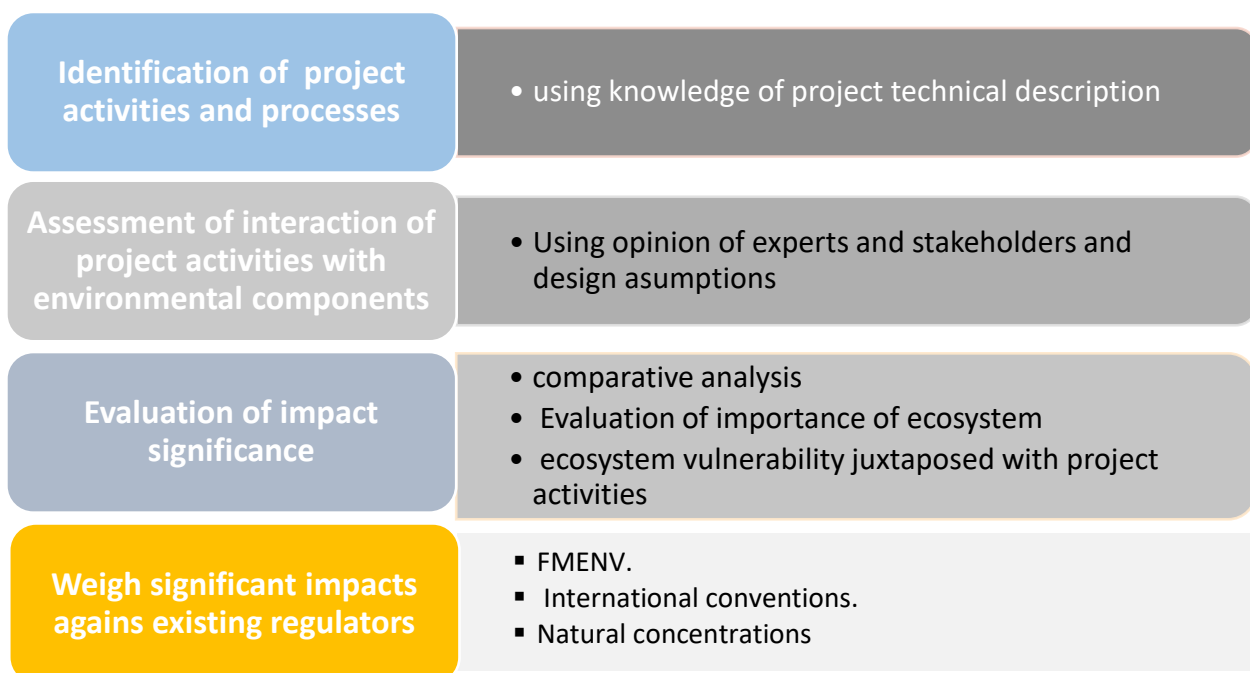 Identification of project
activities and processes
• using knowledge of project technical description
Assessment of interaction of
project activities with
environmental components
• Using opinion of experts and stakeholders and
design asumptions
Evaluation of impact
significance
• comparative analysis
• Evaluation of importance of ecosystem
• ecosystem vulnerability juxtaposed with project
activities
Weigh significant impacts
agains existing regulators
▪ FMENV.
▪ International conventions.
▪ Natural concentrations